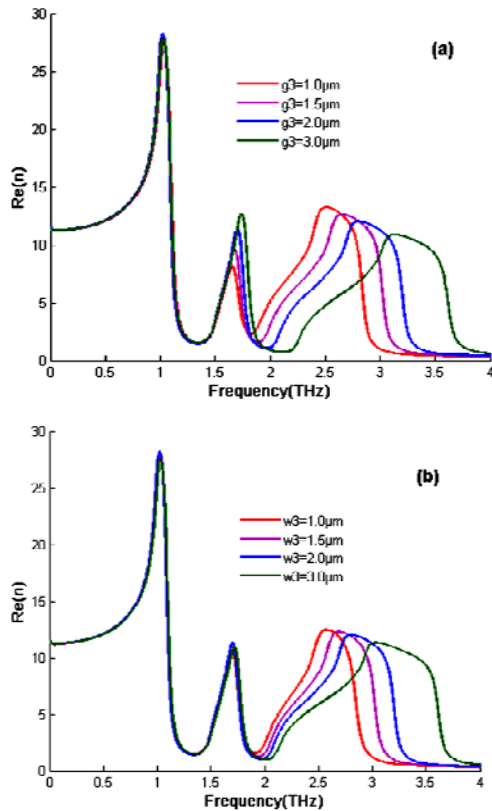 30
(a)
25
g3=1.0μm
g3=1.5μm
20
g3=2.0μm
g3=3.0μm
Re(n)
15
10
5
0
0 0.5 1 1.5 2 2.5 3 3.5 4
Frequency(THz)
30
(b)
25
w3=1.0μm
w3=1.5μm
20
w3=2.0μm
w3=3.0μm
Re(n)
15
10
5
0
0 0.5 1 1.5 2 2.5 3 3.5 4
Frequency(THz)